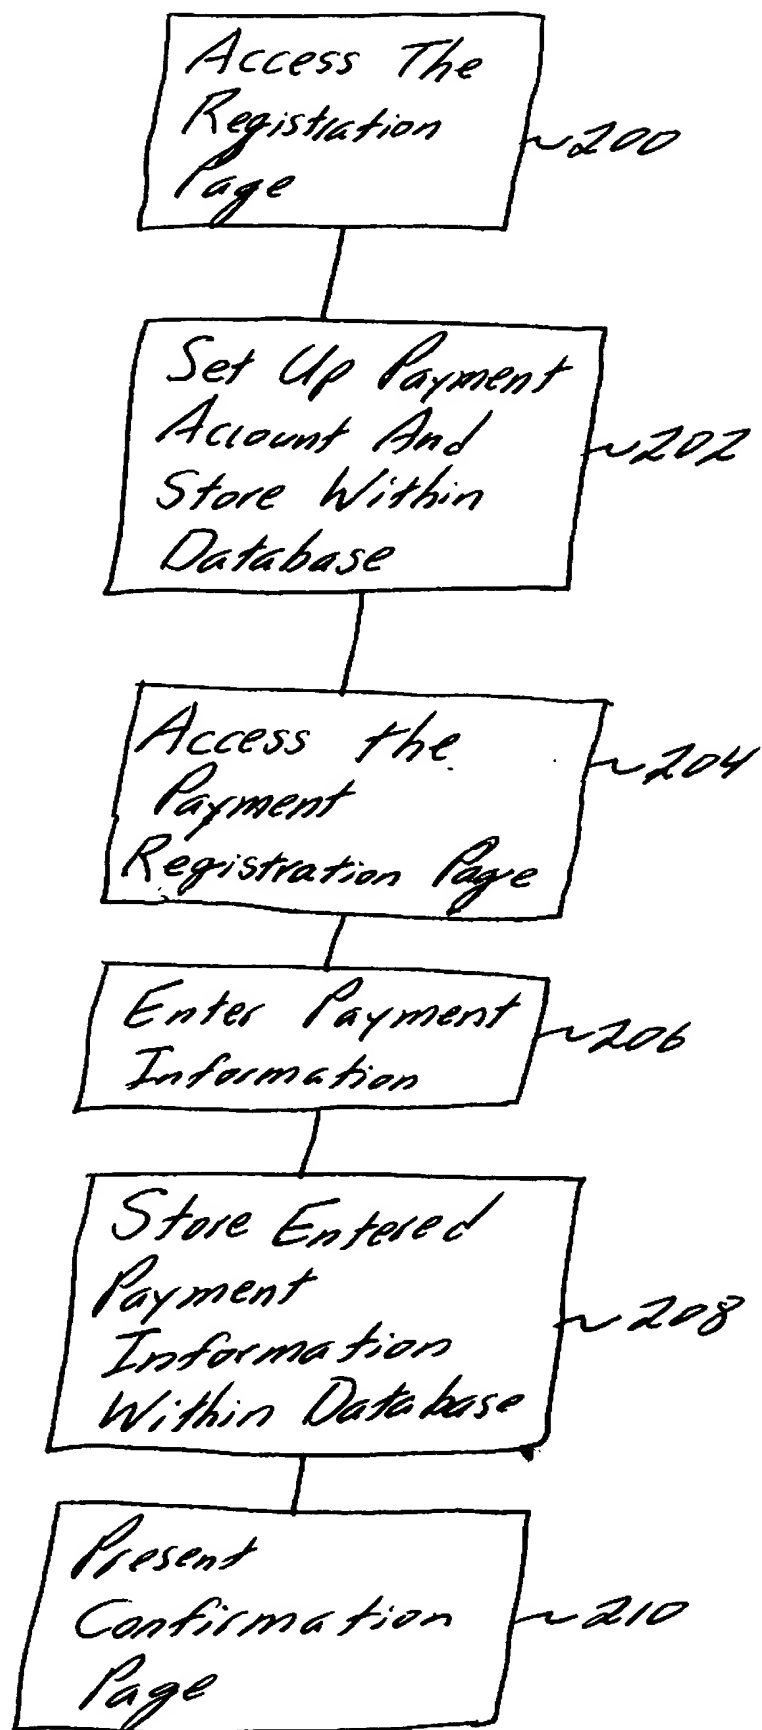 Access The
Registration
Page
200
Set Up Payment
Account And
Store Within
Database
202
Access the
Payment
Registration Page
204
Enter Payment
Information
206
Store Entered
Payment
Information
Within Database
208
Present
Confirmation
Page
210